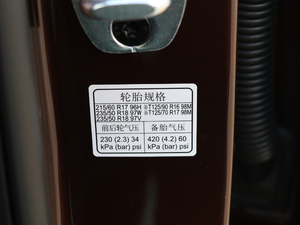 轮胎规格
215/60 R17 96H ※T125/90 R16 98M
235/50 R18 97W ※T125/70 R17 98M
235/50 R18 97V
前后轮气压 备胎气压
230 (2.3) 34 420 (4.2) 60
kPa (bar) psi kPa (bar) psi